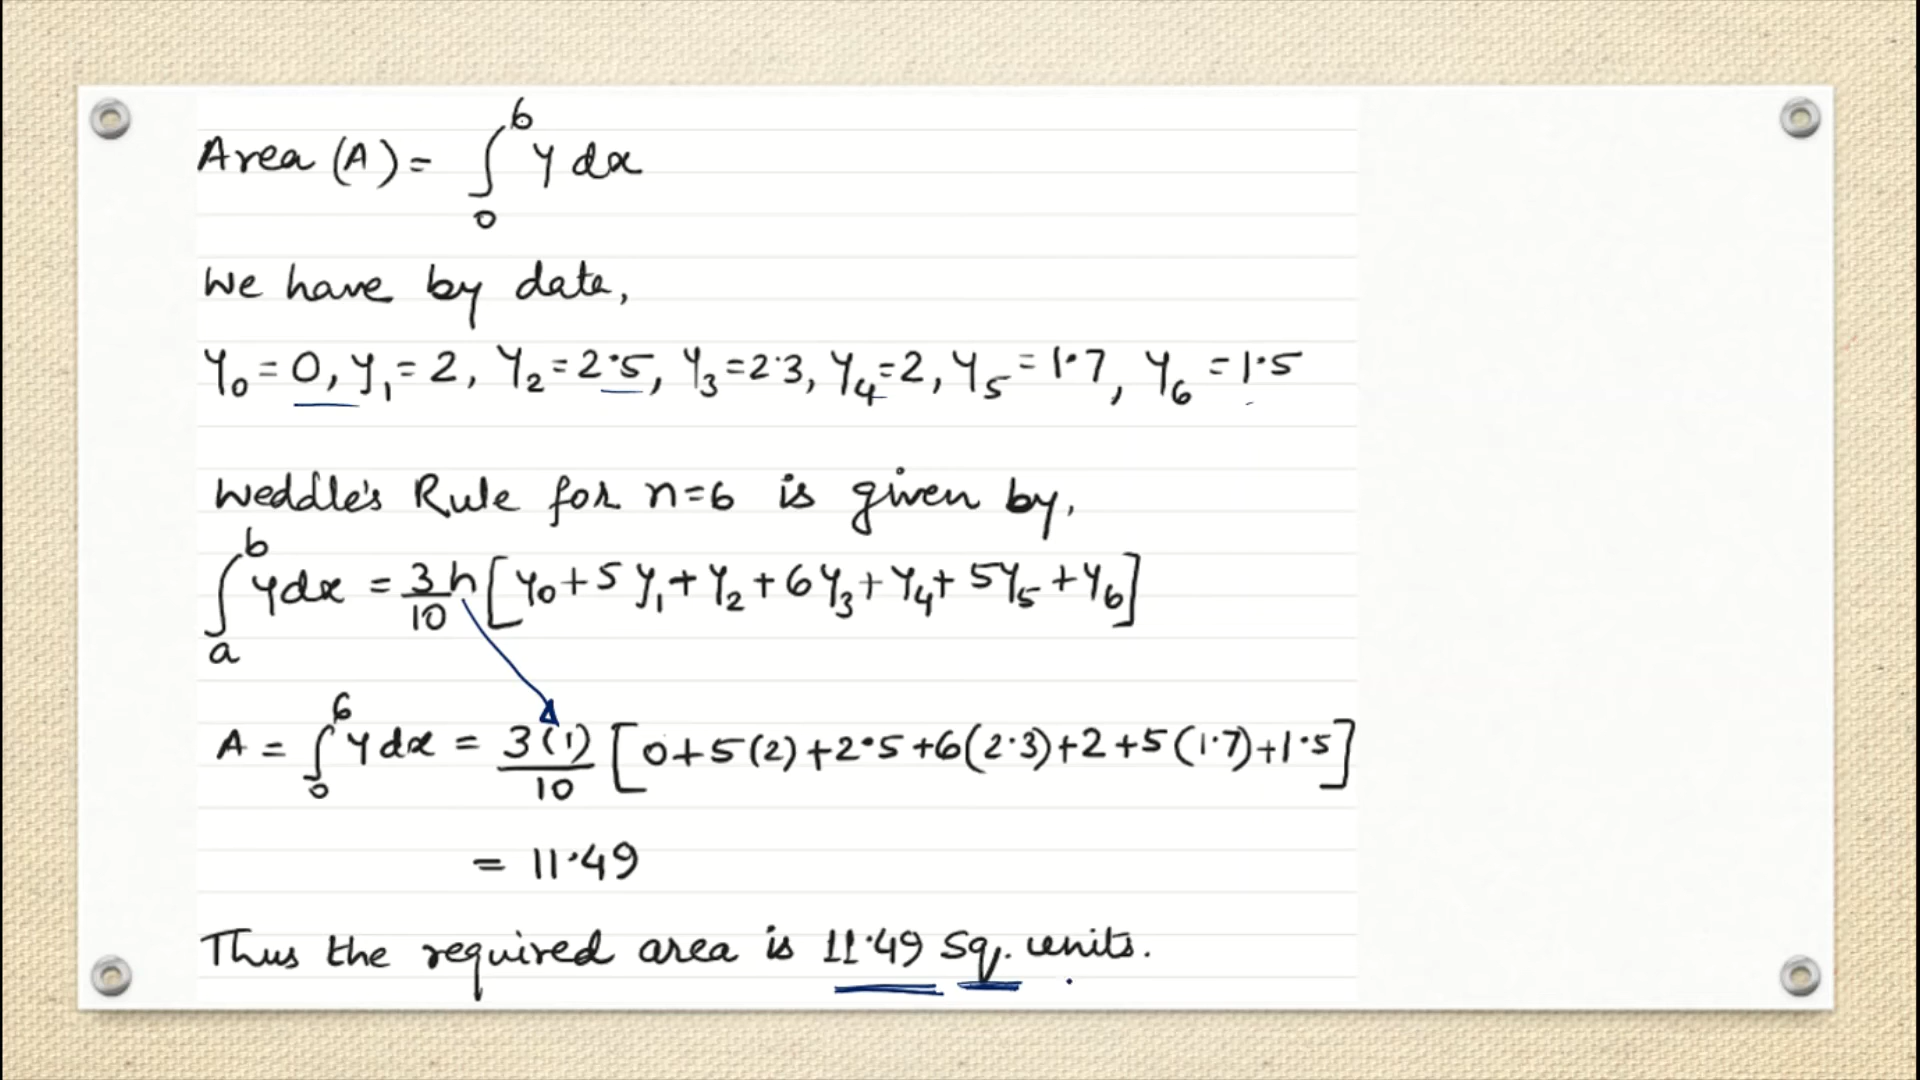 Area (A) = ∫₀⁶ y dx
We have by data,
y₀ = 0, y₁ = 2, y₂ = 2·5, y₃ = 2·3, y₄ = 2, y₅ = 1·7, y₆ = 1·5
Weddle's Rule for n=6 is given by,
∫ₐᵇ y dx = 3h/10 [y₀ + 5y₁ + y₂ + 6y₃ + y₄ + 5y₅ + y₆]
A = ∫₀⁶ y dx = 3(1)/10 [0+5(2)+2·5+6(2·3)+2+5(1·7)+1·5]
= 11·49
Thus the required area is 11·49 Sq. units.